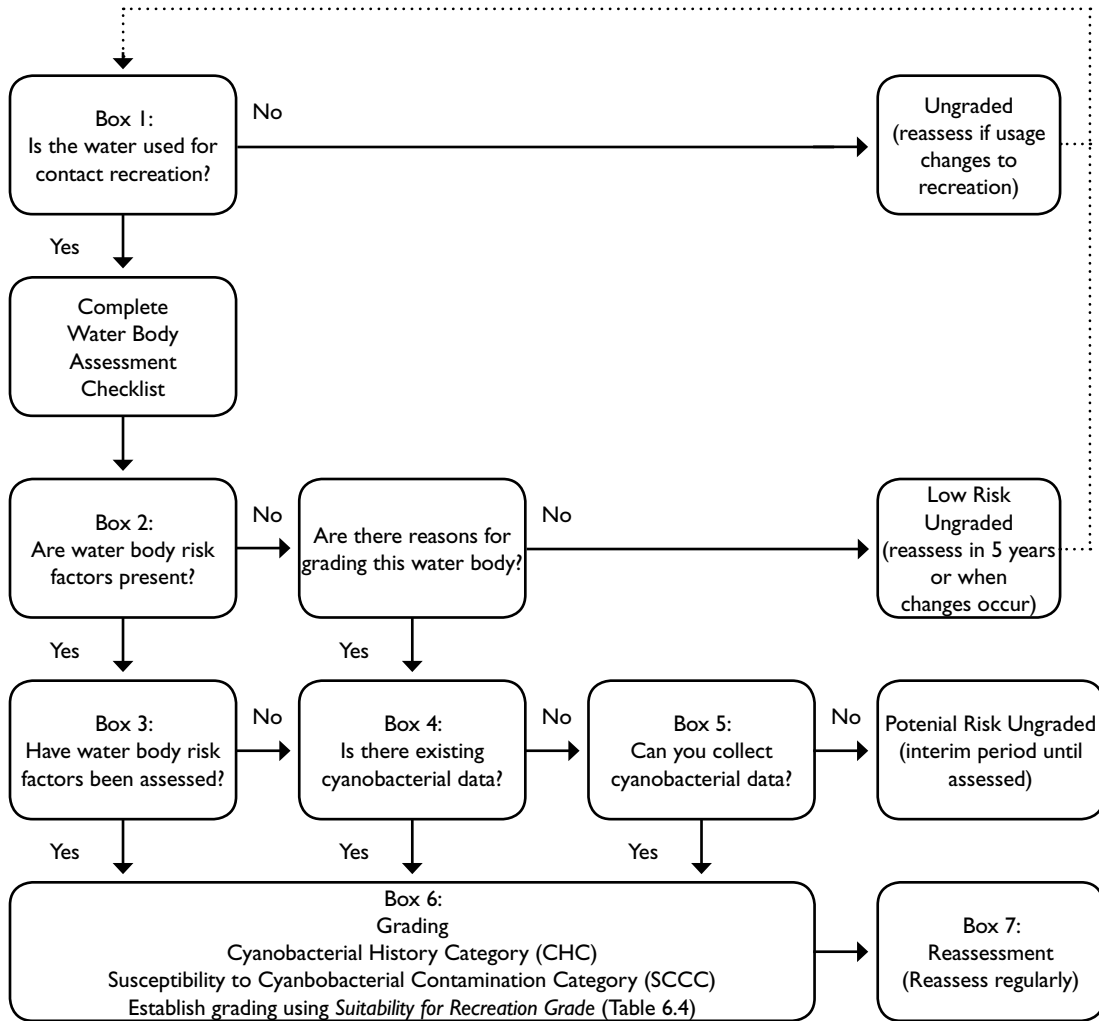 Box 1:
Is the water used for
contact recreation?
No
Ungraded
(reassess if usage
changes to
recreation)
Yes
Complete
Water Body
Assessment
Checklist
Box 2:
Are water body risk
factors present?
No
Are there reasons for
grading this water body?
No
Low Risk
Ungraded
(reassess in 5 years
or when
changes occur)
Yes
Yes
Box 3:
Have water body risk
factors been assessed?
No
Box 4:
Is there existing
cyanobacterial data?
No
Box 5:
Can you collect
cyanobacterial data?
No
Potenial Risk Ungraded
(interim period until
assessed)
Yes
Yes
Yes
Box 6:
Grading
Cyanobacterial History Category (CHC)
Susceptibility to Cyanbobacterial Contamination Category (SCCC)
Establish grading using Suitability for Recreation Grade (Table 6.4)
Box 7:
Reassessment
(Reassess regularly)